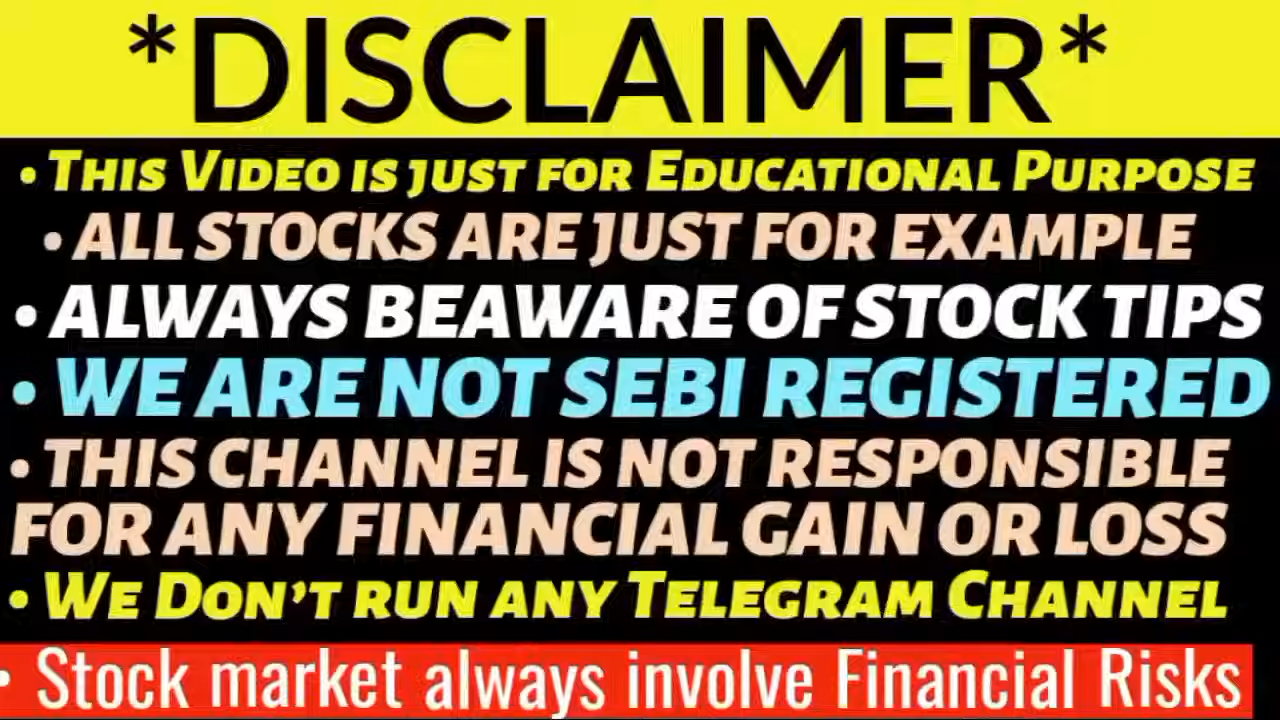 *DISCLAIMER*
• THIS VIDEO IS JUST FOR EDUCATIONAL PURPOSE
• ALL STOCKS ARE JUST FOR EXAMPLE
• ALWAYS BEAWARE OF STOCK TIPS
• WE ARE NOT SEBI REGISTERED
• THIS CHANNEL IS NOT RESPONSIBLE
FOR ANY FINANCIAL GAIN OR LOSS
• WE DON'T RUN ANY TELEGRAM CHANNEL
• Stock market always involve Financial Risks